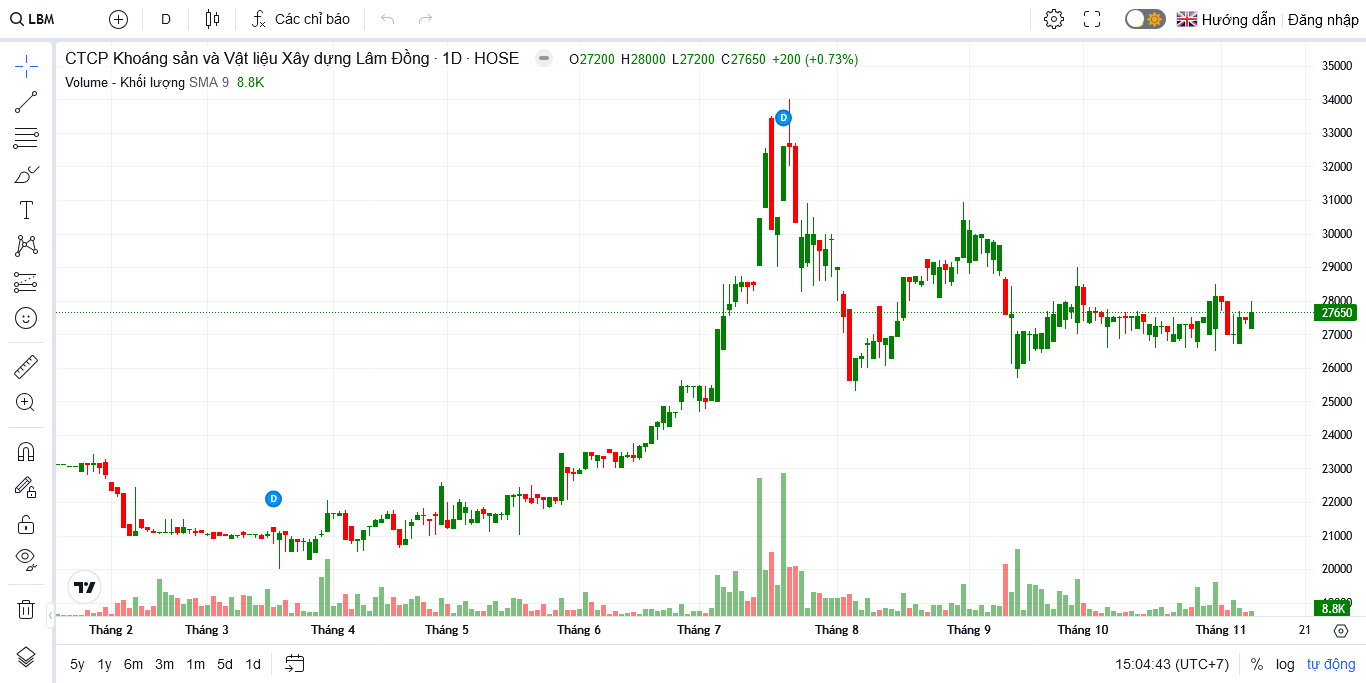 LBM D Các chỉ báo Hướng dẫn Đăng nhập
CTCP Khoáng sản và Vật liệu Xây dựng Lâm Đồng · 1D · HOSE O27200 H28000 L27200 C27650 +200 (+0.73%)
Volume - Khối lượng SMA 9 8.8K
35000
34000
D
33000
32000
31000
30000
29000
28000
27650
27000
26000
25000
24000
23000
D
22000
21000
20000
8.8K
Tháng 2 Tháng 3 Tháng 4 Tháng 5 Tháng 6 Tháng 7 Tháng 8 Tháng 9 Tháng 10 Tháng 11 21
5y 1y 6m 3m 1m 5d 1d 15:04:43 (UTC+7) % log tự động